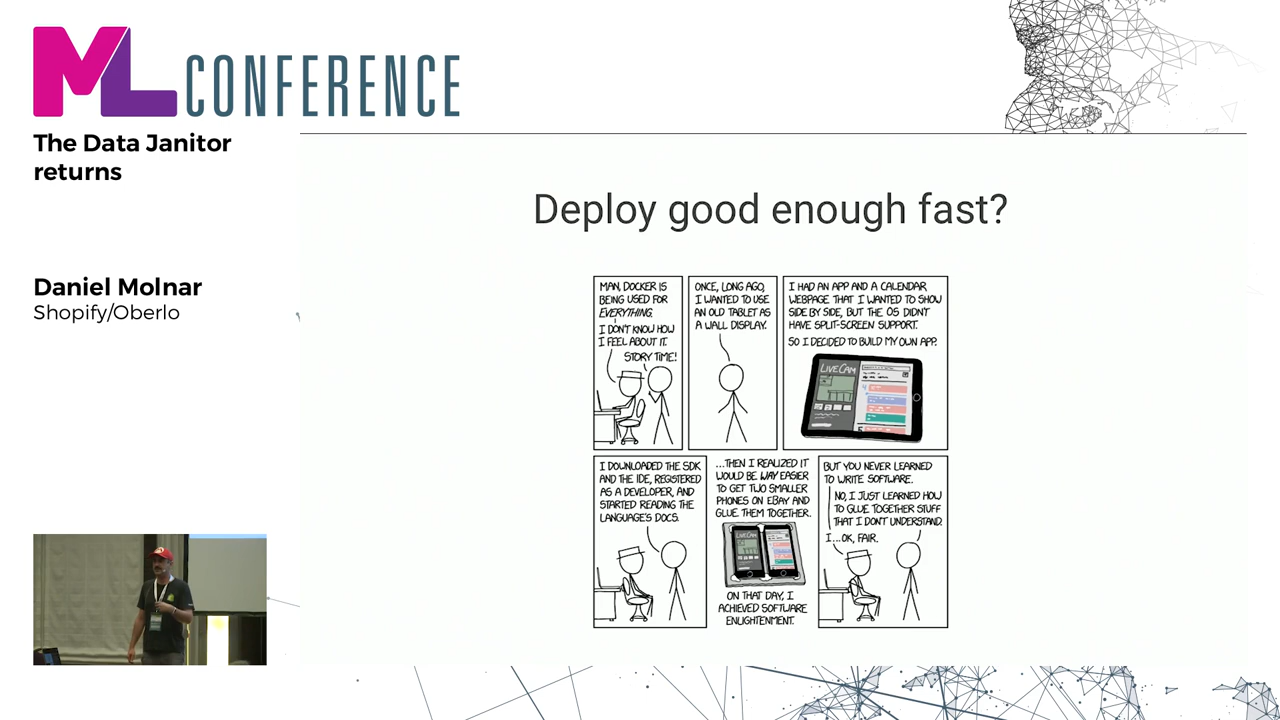 ML CONFERENCE
The Data Janitor
returns
Daniel Molnar
Shopify/Oberlo
Deploy good enough fast?
MAN, DOCKER IS
BEING USED FOR
EVERYTHING.
I DON'T KNOW HOW
I FEEL ABOUT IT.
STORY TIME!
ONCE, LONG AGO,
I WANTED TO USE
AN OLD TABLET AS
A WALL DISPLAY.
I HAD AN APP AND A CALENDAR
WEBPAGE THAT I WANTED TO SHOW
SIDE BY SIDE, BUT THE OS DIDN'T
HAVE SPLIT-SCREEN SUPPORT.
SO I DECIDED TO BUILD MY OWN APP.
LIVECAM
I DOWNLOADED THE SDK
AND THE IDE, REGISTERED
AS A DEVELOPER, AND
STARTED READING THE
LANGUAGE'S DOCS.
...THEN I REALIZED IT
WOULD BE WAY EASIER
TO GET TWO SMALLER
PHONES ON EBAY AND
GLUE THEM TOGETHER.
LIVECAM
ON THAT DAY, I
ACHIEVED SOFTWARE
ENLIGHTENMENT.
BUT YOU NEVER LEARNED
TO WRITE SOFTWARE.
NO, I JUST LEARNED HOW
TO GLUE TOGETHER STUFF
THAT I DON'T UNDERSTAND.
I...OK, FAIR.